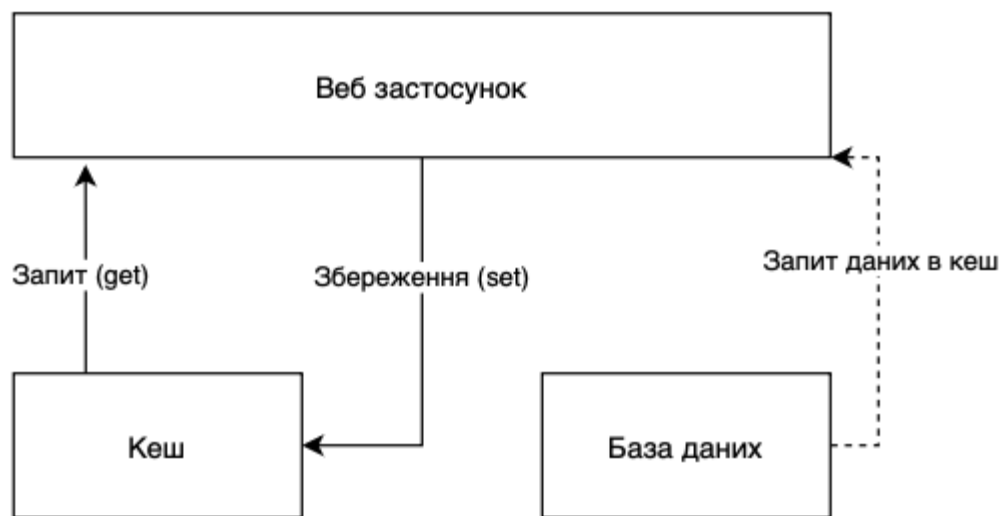 Веб застосунок
Запит (get)
Збереження (set)
Запит даних в кеш
Кеш
База даних